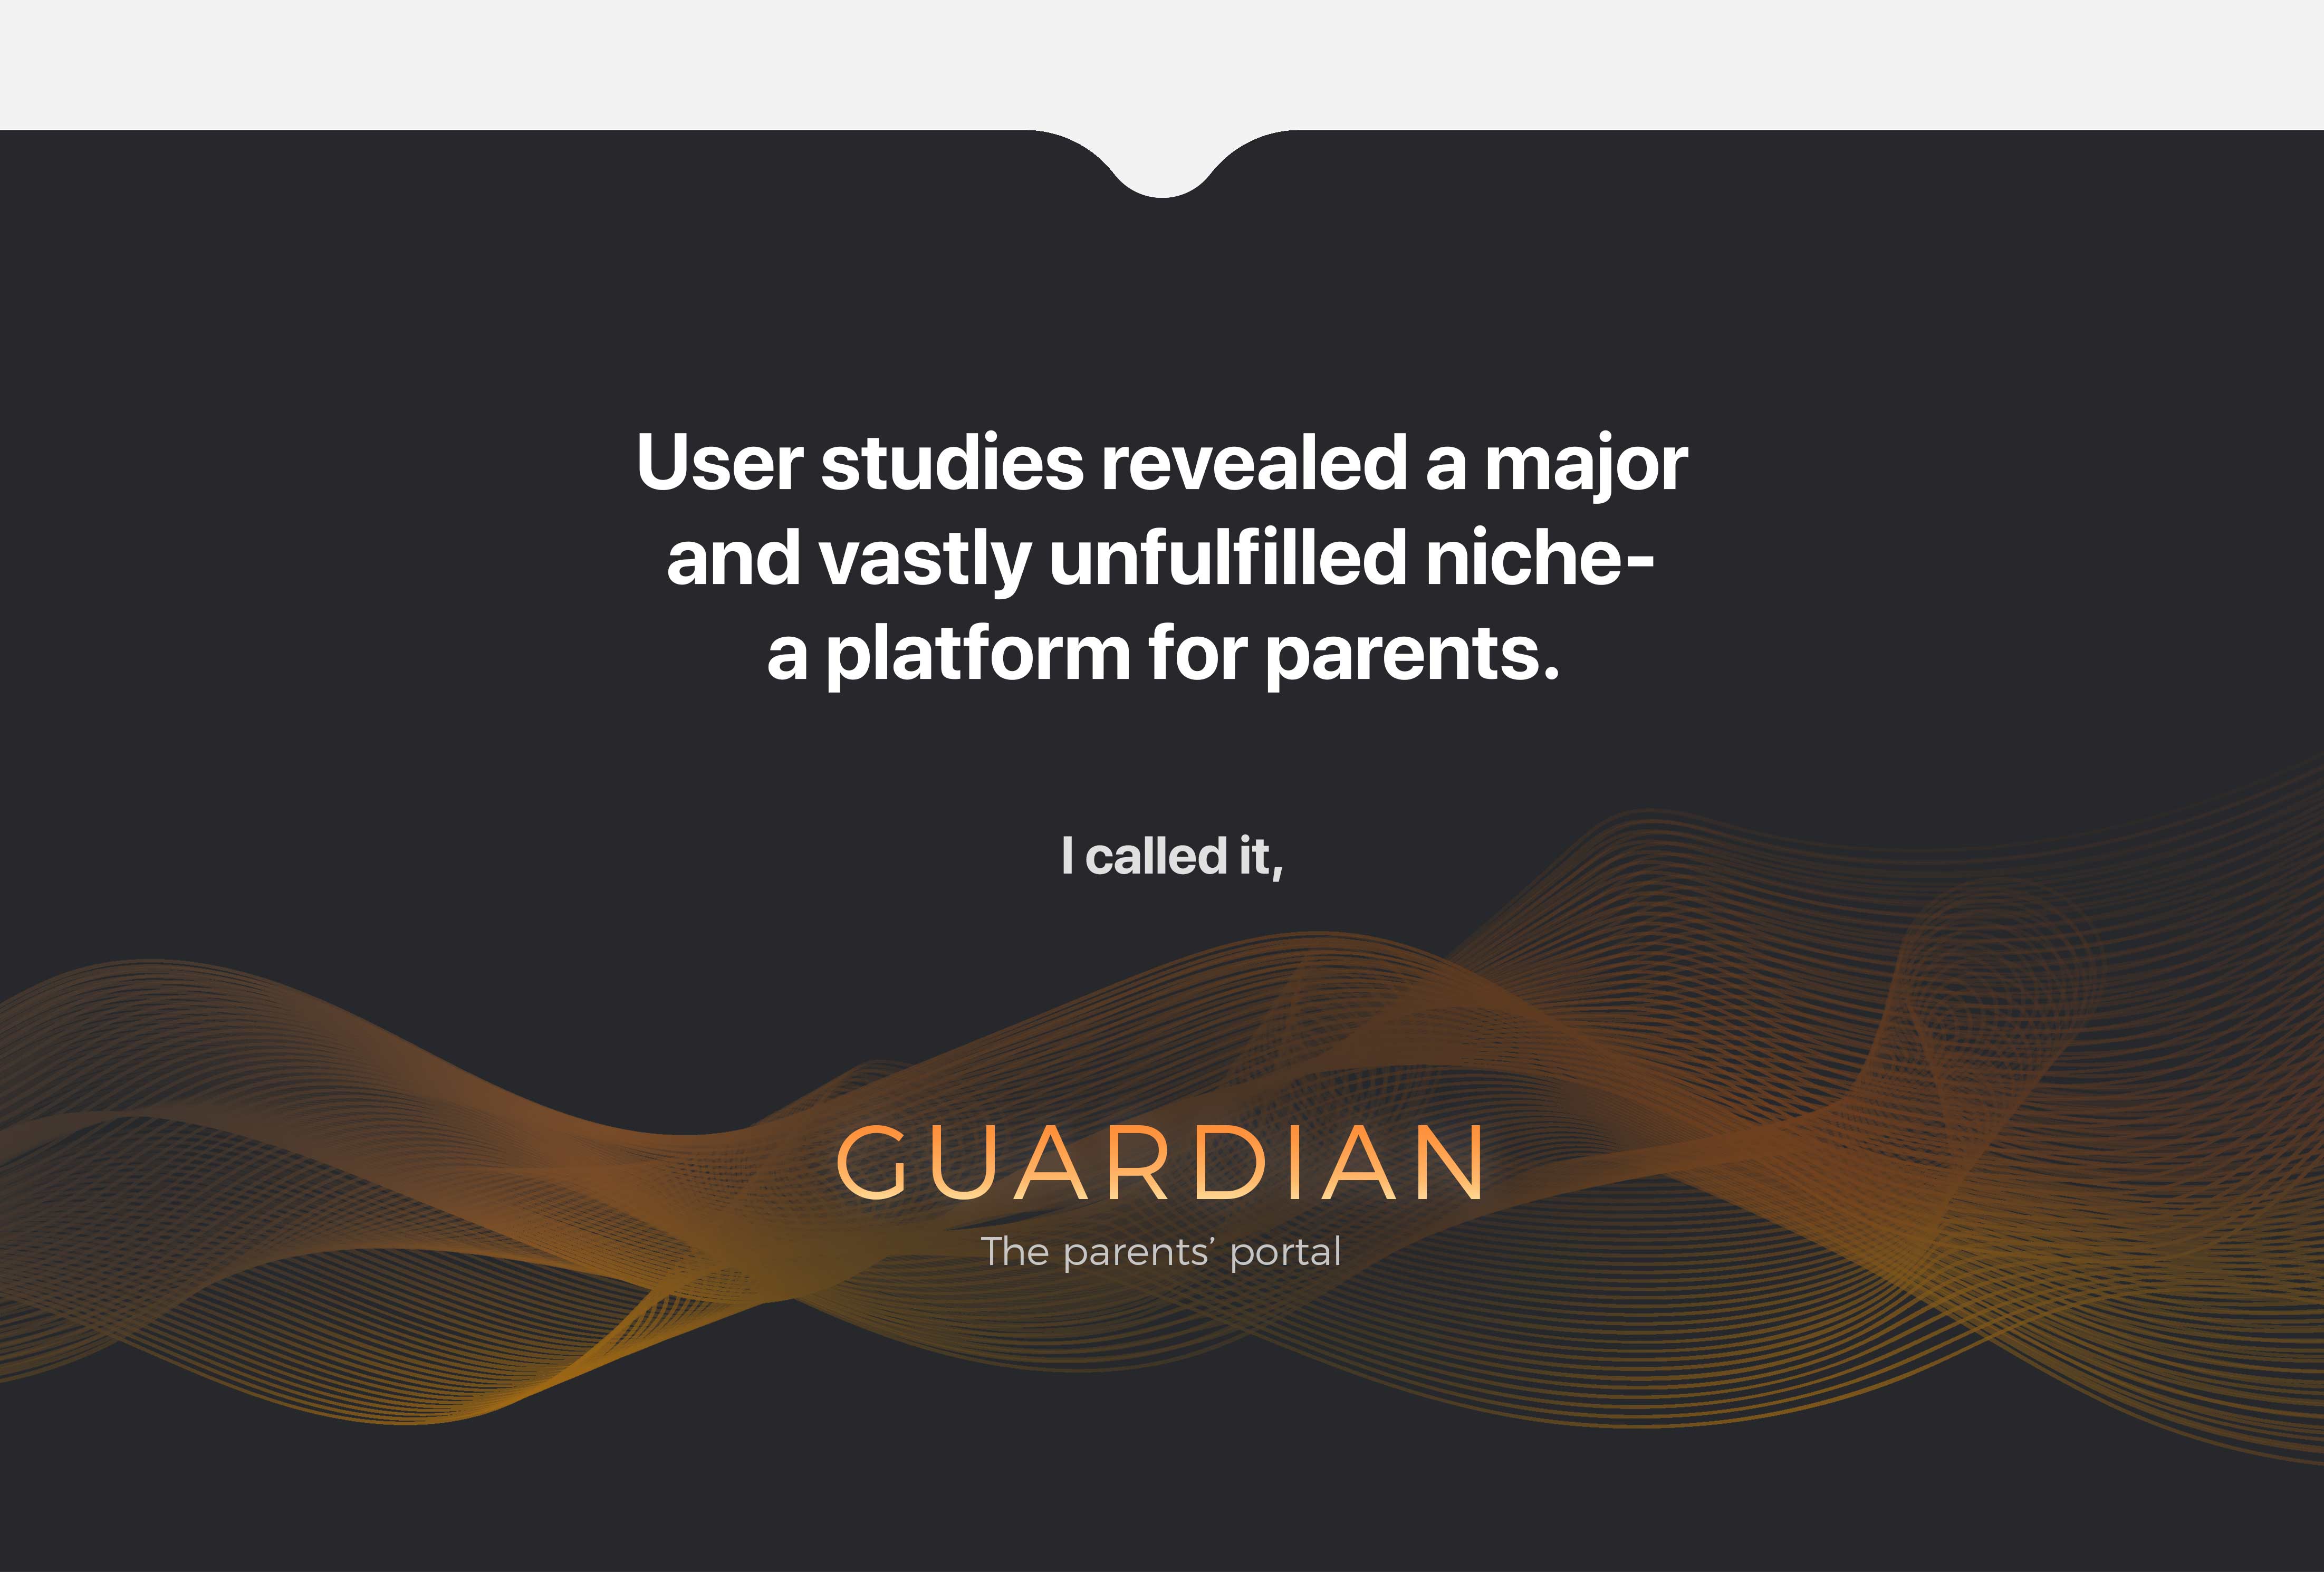 User studies revealed a major
and vastly unfulfilled niche-
a platform for parents.
I called it,
GUARDIAN
The parents’ portal